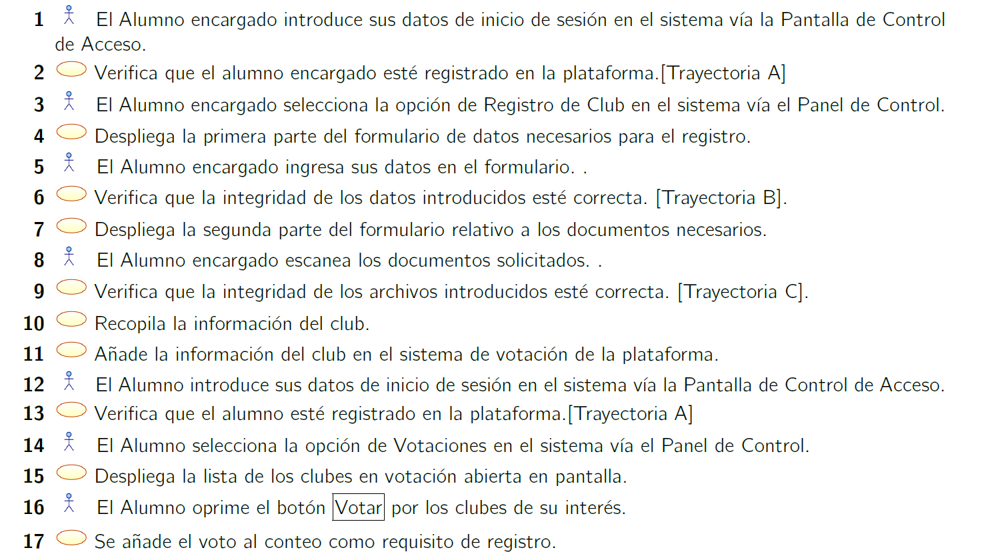 1 El Alumno encargado introduce sus datos de inicio de sesión en el sistema vía la Pantalla de Control
de Acceso.
2 Verifica que el alumno encargado esté registrado en la plataforma.[Trayectoria A]
3 El Alumno encargado selecciona la opción de Registro de Club en el sistema vía el Panel de Control.
4 Despliega la primera parte del formulario de datos necesarios para el registro.
5 El Alumno encargado ingresa sus datos en el formulario. .
6 Verifica que la integridad de los datos introducidos esté correcta. [Trayectoria B].
7 Despliega la segunda parte del formulario relativo a los documentos necesarios.
8 El Alumno encargado escanea los documentos solicitados. .
9 Verifica que la integridad de los archivos introducidos esté correcta. [Trayectoria C].
10 Recopila la información del club.
11 Añade la información del club en el sistema de votación de la plataforma.
12 El Alumno introduce sus datos de inicio de sesión en el sistema vía la Pantalla de Control de Acceso.
13 Verifica que el alumno esté registrado en la plataforma.[Trayectoria A]
14 El Alumno selecciona la opción de Votaciones en el sistema vía el Panel de Control.
15 Despliega la lista de los clubes en votación abierta en pantalla.
16 El Alumno oprime el botón Votar por los clubes de su interés.
17 Se añade el voto al conteo como requisito de registro.